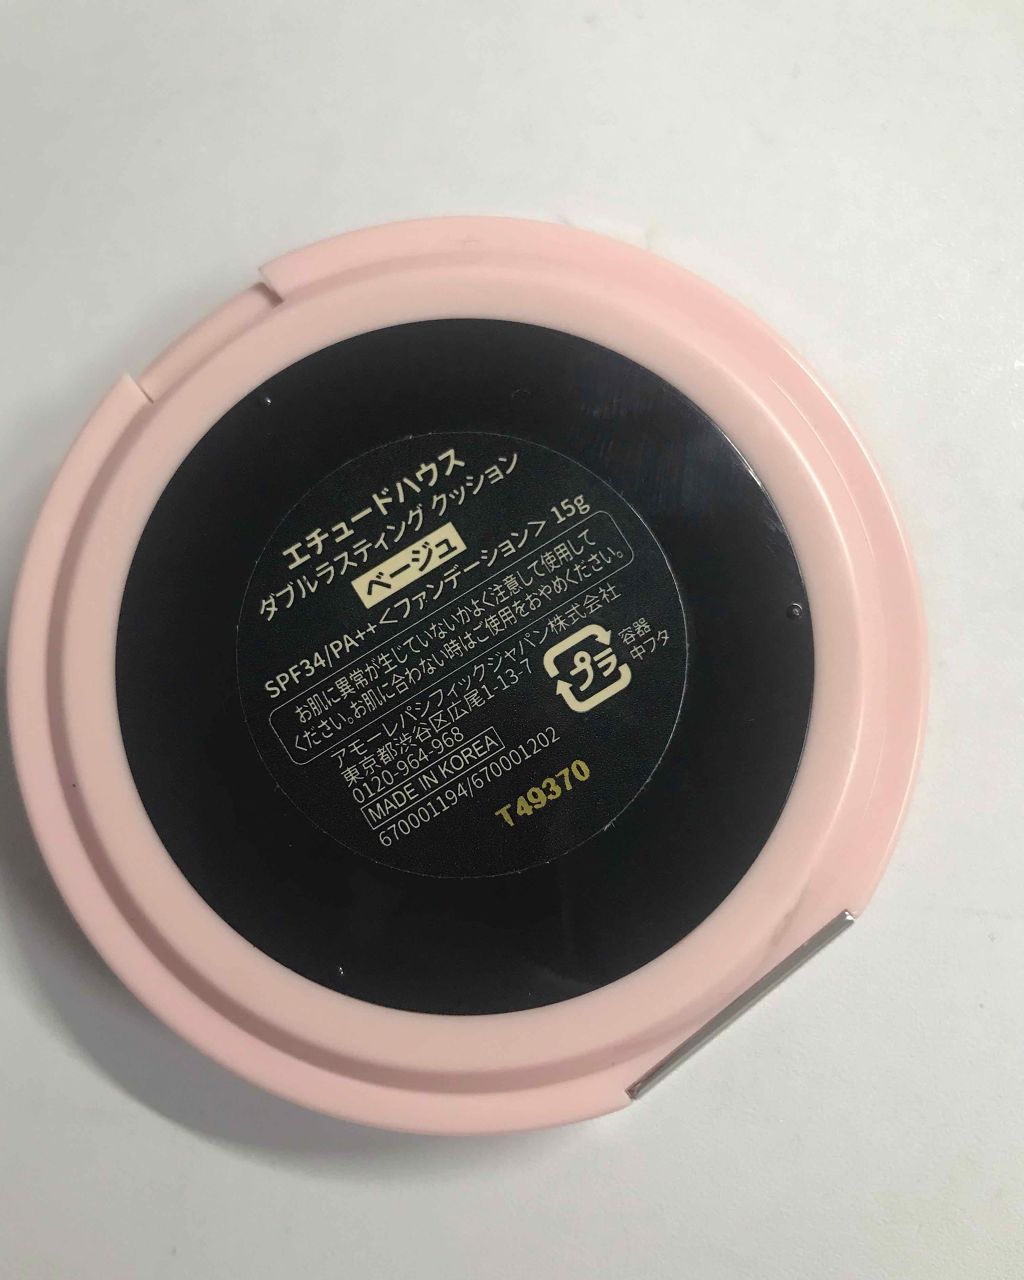 エチュードハウス
ダブルラスティング クッション
ベージュ
SPF34/PA++<ファンデーション> 15g
お肌に異常が生じていないかよく注意して使用して
ください。お肌に合わない時はご使用をおやめください。
アモーレパシフィックジャパン株式会社
東京都渋谷区広尾1-13-7
0120-964-968
MADE IN KOREA
670001194/670001202
プラ
容器
中フタ
T49370